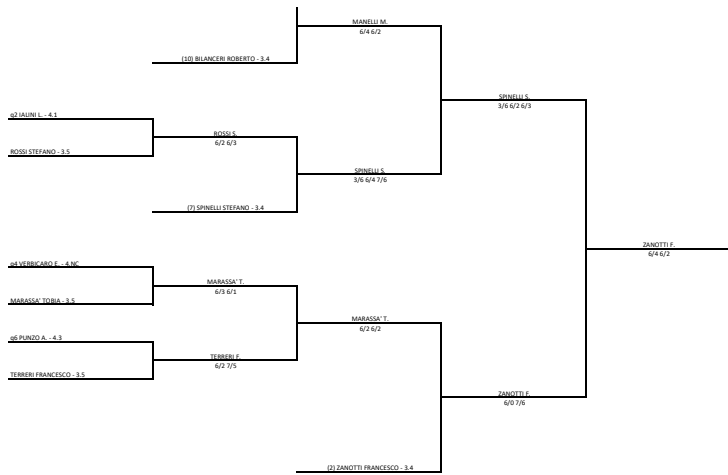 MANELLI M.
6/4 6/2
(10) BILANCERI ROBERTO - 3.4
SPINELLI S.
3/6 6/2 6/3
q2 IALINI L. - 4.1
ROSSI S.
6/2 6/3
ROSSI STEFANO - 3.5
SPINELLI S.
3/6 6/4 7/6
(7) SPINELLI STEFANO - 3.4
ZANOTTI F.
6/4 6/2
q4 VERBICARO E. - 4.NC
MARASSA' T.
6/3 6/1
MARASSA' TOBIA - 3.5
MARASSA' T.
6/2 6/2
q6 PUNZO A. - 4.3
TERRERI F.
6/2 7/5
TERRERI FRANCESCO - 3.5
ZANOTTI F.
6/0 7/6
(2) ZANOTTI FRANCESCO - 3.4